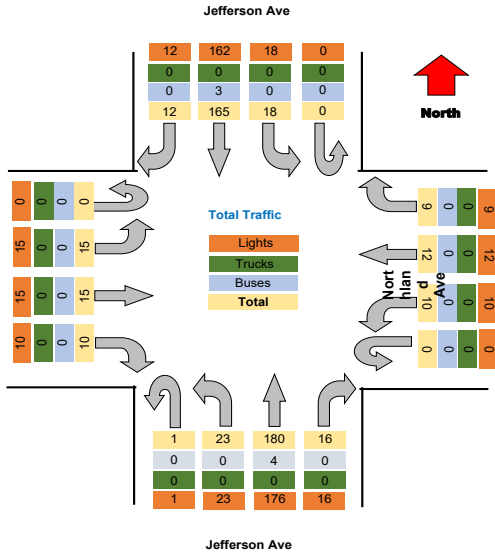 Jefferson Ave
12 162 18 0
0 0 0 0
0 3 0 0
12 165 18 0
North
0 0 0 0
15 0 0 15
15 0 0 15
10 0 0 10
Total Traffic
Lights
Trucks
Buses
Total
9 0 0 9
12 0 0 12
10 0 0 10
0 0 0 0
Nort
hlan
d
Ave
1 23 180 16
0 0 4 0
0 0 0 0
1 23 176 16
Jefferson Ave